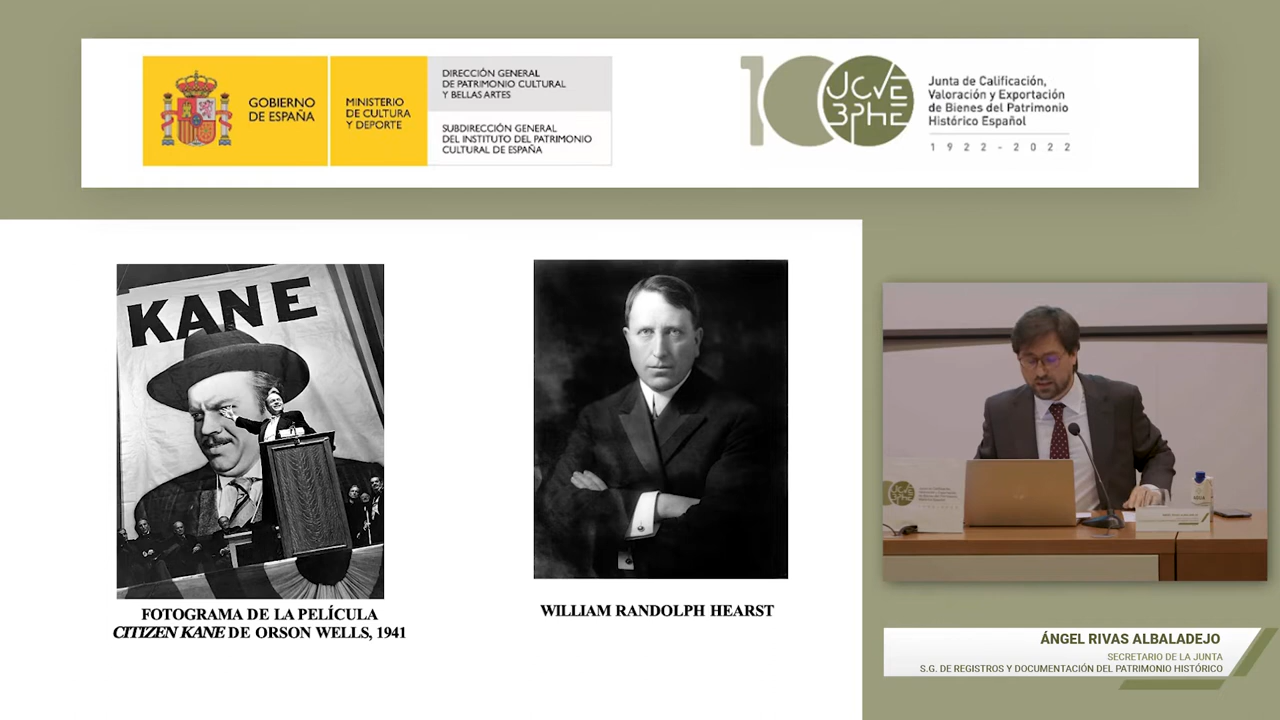 GOBIERNO
DE ESPAÑA
MINISTERIO
DE CULTURA
Y DEPORTE
DIRECCIÓN GENERAL
DE PATRIMONIO CULTURAL
Y BELLAS ARTES
SUBDIRECCIÓN GENERAL
DEL INSTITUTO DEL PATRIMONIO
CULTURAL DE ESPAÑA
100
JCVE
BPHE
Junta de Calificación,
Valoración y Exportación
de Bienes del Patrimonio
Histórico Español
1922-2022
KANE
FOTOGRAMA DE LA PELÍCULA
CITIZEN KANE DE ORSON WELLS, 1941
WILLIAM RANDOLPH HEARST
JCVE
BPHE
ÁNGEL RIVAS ALBALADEJO
SECRETARIO DE LA JUNTA
S.G. DE REGISTROS Y DOCUMENTACIÓN DEL PATRIMONIO HISTÓRICO